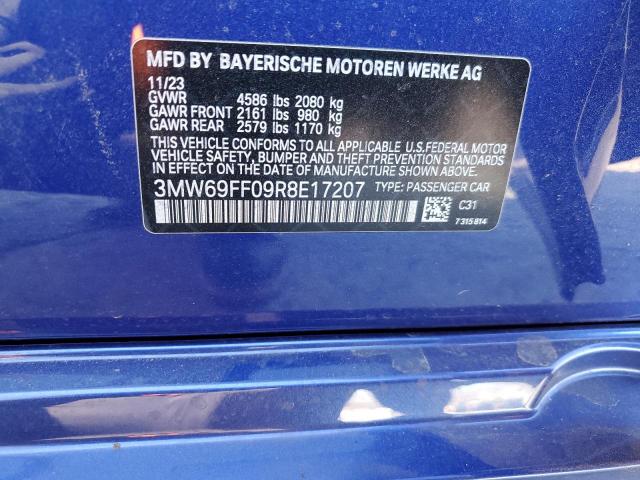 MFD BY BAYERISCHE MOTOREN WERKE AG
11/23
GVWR 4586 lbs 2080 kg
GAWR FRONT 2161 lbs 980 kg
GAWR REAR 2579 lbs 1170 kg
THIS VEHICLE CONFORMS TO ALL APPLICABLE U.S.FEDERAL MOTOR
VEHICLE SAFETY, BUMPER AND THEFT PREVENTION STANDARDS
IN EFFECT ON THE DATE OF MANUFACTURE SHOWN ABOVE.
3MW69FF09R8E17207 TYPE: PASSENGER CAR
C31
7315814